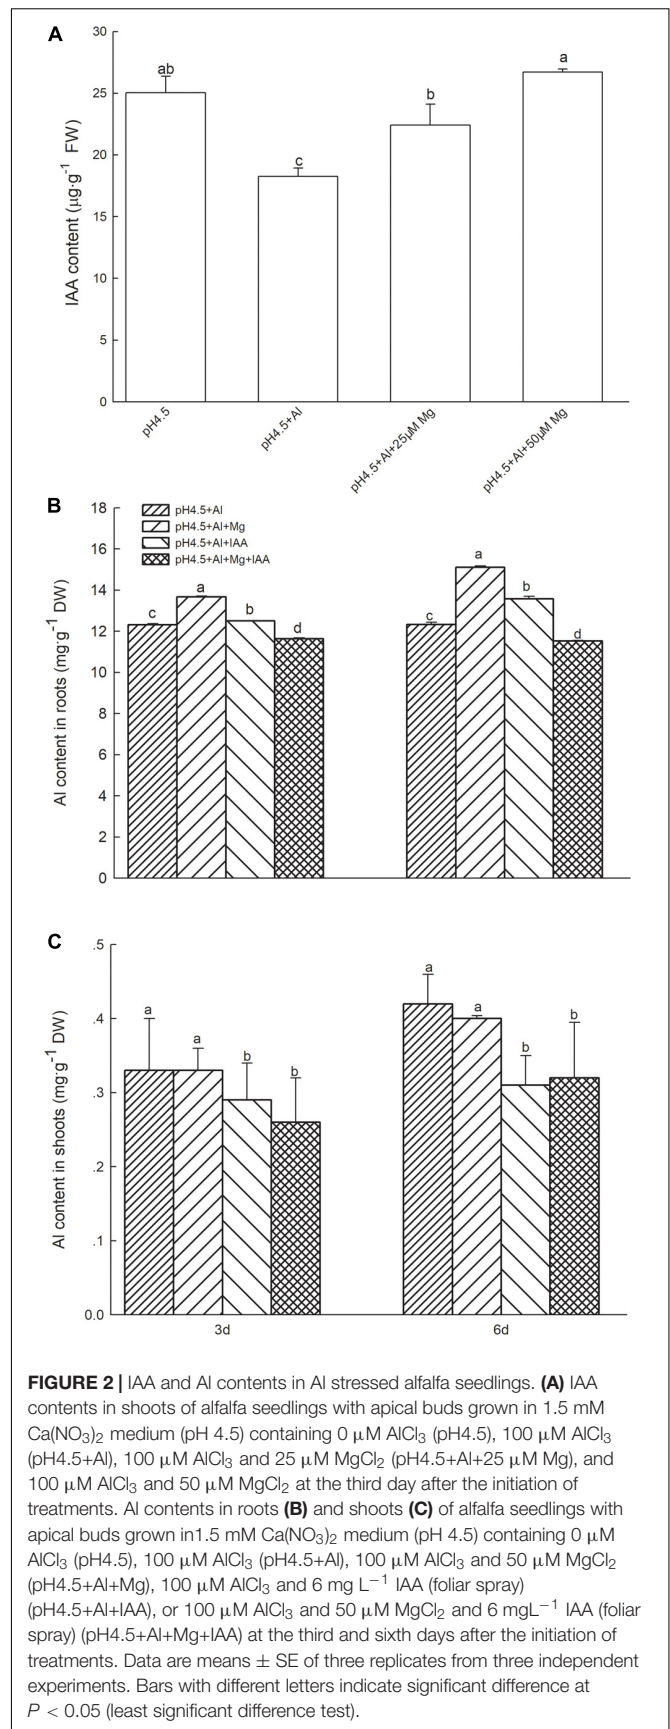 A
30
25
20
15
10
5
0
IAA content (μg·g⁻¹ FW)
ab
c
b
a
pH4.5
pH4.5+Al
pH4.5+Al+25μM Mg
pH4.5+Al+50μM Mg
B
18
16
14
12
10
8
6
4
2
0
Al content in roots (mg·g⁻¹ DW)
pH4.5+Al
pH4.5+Al+Mg
pH4.5+Al+IAA
pH4.5+Al+Mg+IAA
c
a
b
d
c
a
b
d
C
.5
.4
.3
.2
.1
0.0
Al content in shoots (mg·g⁻¹ DW)
a
a
b
b
a
a
b
b
3d
6d
FIGURE 2 | IAA and Al contents in Al stressed alfalfa seedlings. (A) IAA
contents in shoots of alfalfa seedlings with apical buds grown in 1.5 mM
Ca(NO₃)₂ medium (pH 4.5) containing 0 μM AlCl₃ (pH4.5), 100 μM AlCl₃
(pH4.5+Al), 100 μM AlCl₃ and 25 μM MgCl₂ (pH4.5+Al+25 μM Mg), and
100 μM AlCl₃ and 50 μM MgCl₂ at the third day after the initiation of
treatments. Al contents in roots (B) and shoots (C) of alfalfa seedlings with
apical buds grown in1.5 mM Ca(NO₃)₂ medium (pH 4.5) containing 0 μM
AlCl₃ (pH4.5), 100 μM AlCl₃ (pH4.5+Al), 100 μM AlCl₃ and 50 μM MgCl₂
(pH4.5+Al+Mg), 100 μM AlCl₃ and 6 mg L⁻¹ IAA (foliar spray)
(pH4.5+Al+IAA), or 100 μM AlCl₃ and 50 μM MgCl₂ and 6 mgL⁻¹ IAA (foliar
spray) (pH4.5+Al+Mg+IAA) at the third and sixth days after the initiation of
treatments. Data are means ± SE of three replicates from three independent
experiments. Bars with different letters indicate significant difference at
P < 0.05 (least significant difference test).